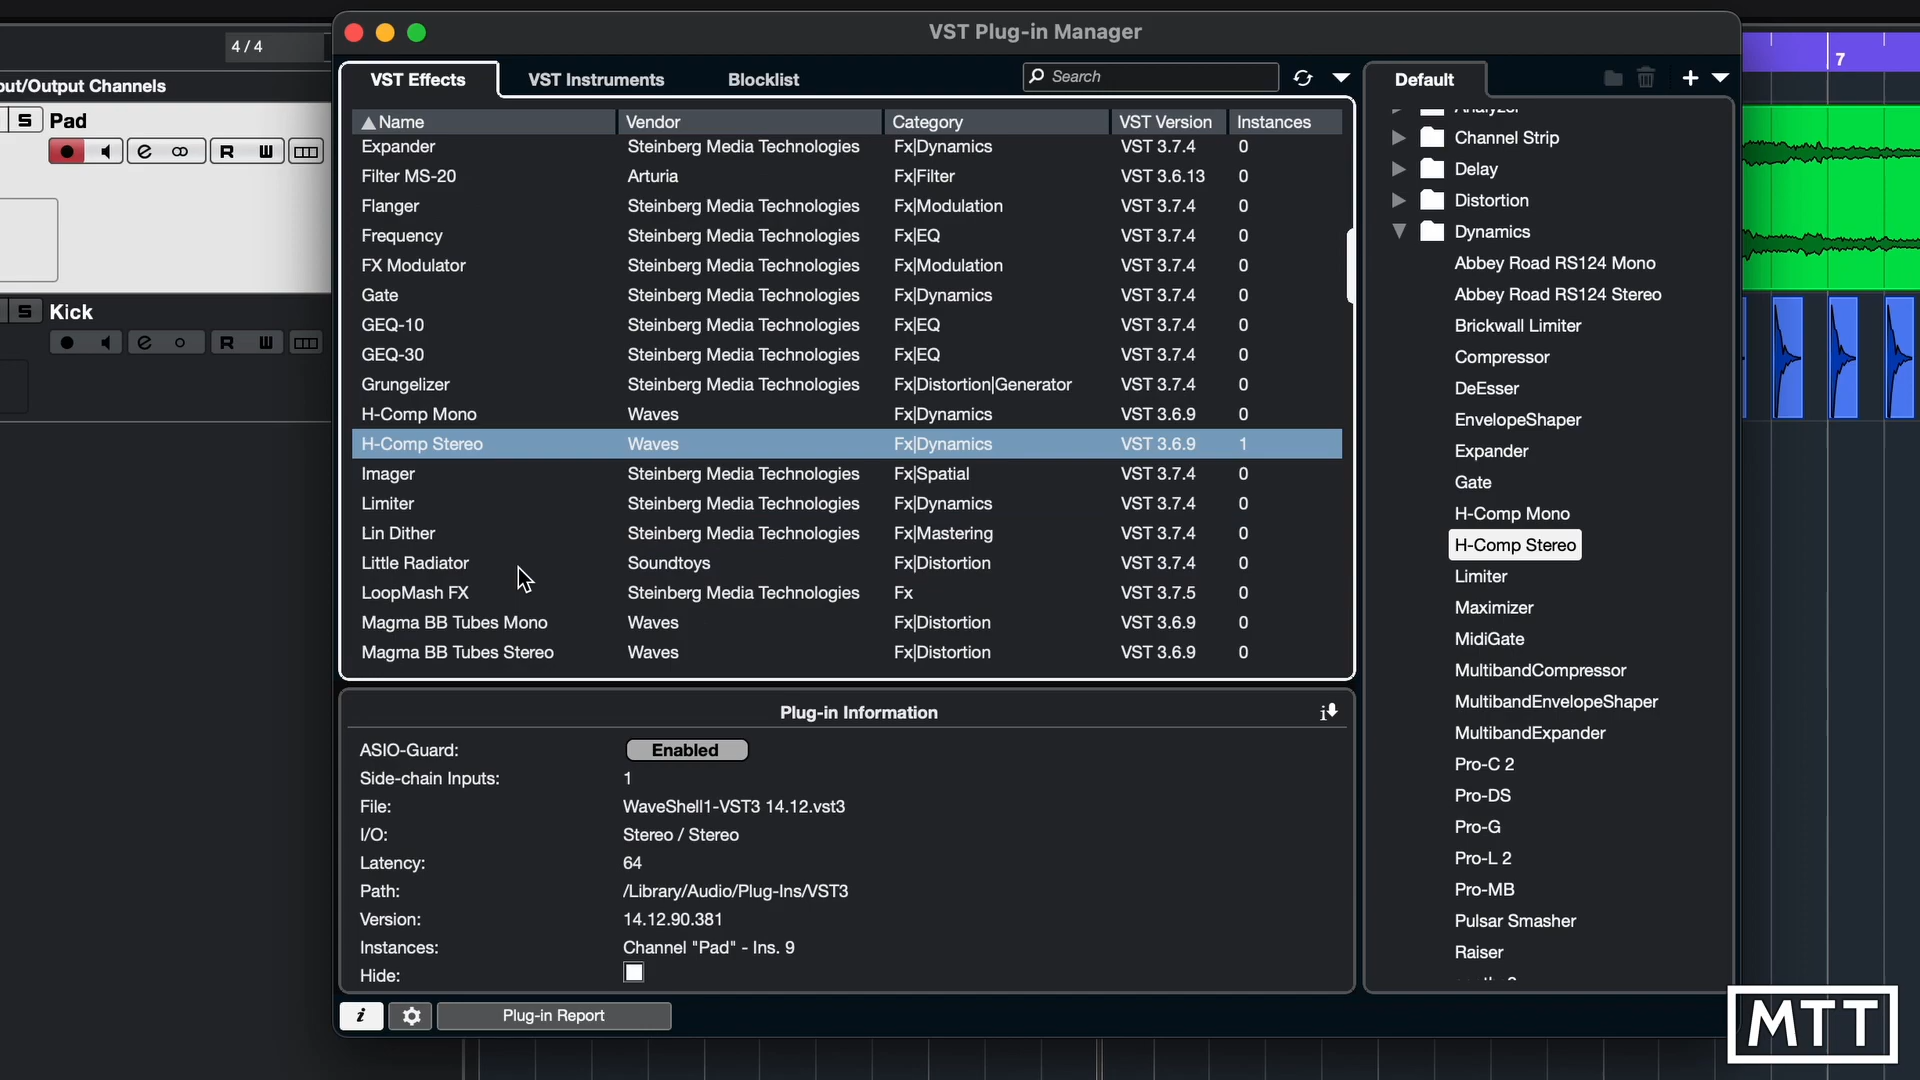 VST Plug-in Manager
4 / 4
7
VST Effects VST Instruments Blocklist Search Default
out/Output Channels
Name Vendor Category VST Version Instances
S Pad
R W
S Kick
R W
Expander Steinberg Media Technologies Fx|Dynamics VST 3.7.4 0
Filter MS-20 Arturia Fx|Filter VST 3.6.13 0
Flanger Steinberg Media Technologies Fx|Modulation VST 3.7.4 0
Frequency Steinberg Media Technologies Fx|EQ VST 3.7.4 0
FX Modulator Steinberg Media Technologies Fx|Modulation VST 3.7.4 0
Gate Steinberg Media Technologies Fx|Dynamics VST 3.7.4 0
GEQ-10 Steinberg Media Technologies Fx|EQ VST 3.7.4 0
GEQ-30 Steinberg Media Technologies Fx|EQ VST 3.7.4 0
Grungelizer Steinberg Media Technologies Fx|Distortion|Generator VST 3.7.4 0
H-Comp Mono Waves Fx|Dynamics VST 3.6.9 0
H-Comp Stereo Waves Fx|Dynamics VST 3.6.9 1
Imager Steinberg Media Technologies Fx|Spatial VST 3.7.4 0
Limiter Steinberg Media Technologies Fx|Dynamics VST 3.7.4 0
Lin Dither Steinberg Media Technologies Fx|Mastering VST 3.7.4 0
Little Radiator Soundtoys Fx|Distortion VST 3.7.4 0
LoopMash FX Steinberg Media Technologies Fx VST 3.7.5 0
Magma BB Tubes Mono Waves Fx|Distortion VST 3.6.9 0
Magma BB Tubes Stereo Waves Fx|Distortion VST 3.6.9 0
Plug-in Information
ASIO-Guard: Enabled
Side-chain Inputs: 1
File: WaveShell1-VST3 14.12.vst3
I/O: Stereo / Stereo
Latency: 64
Path: /Library/Audio/Plug-Ins/VST3
Version: 14.12.90.381
Instances: Channel "Pad" - Ins. 9
Hide:
i Plug-in Report
Channel Strip
Delay
Distortion
Dynamics
Abbey Road RS124 Mono
Abbey Road RS124 Stereo
Brickwall Limiter
Compressor
DeEsser
EnvelopeShaper
Expander
Gate
H-Comp Mono
H-Comp Stereo
Limiter
Maximizer
MidiGate
MultibandCompressor
MultibandEnvelopeShaper
MultibandExpander
Pro-C 2
Pro-DS
Pro-G
Pro-L 2
Pro-MB
Pulsar Smasher
Raiser
MTT